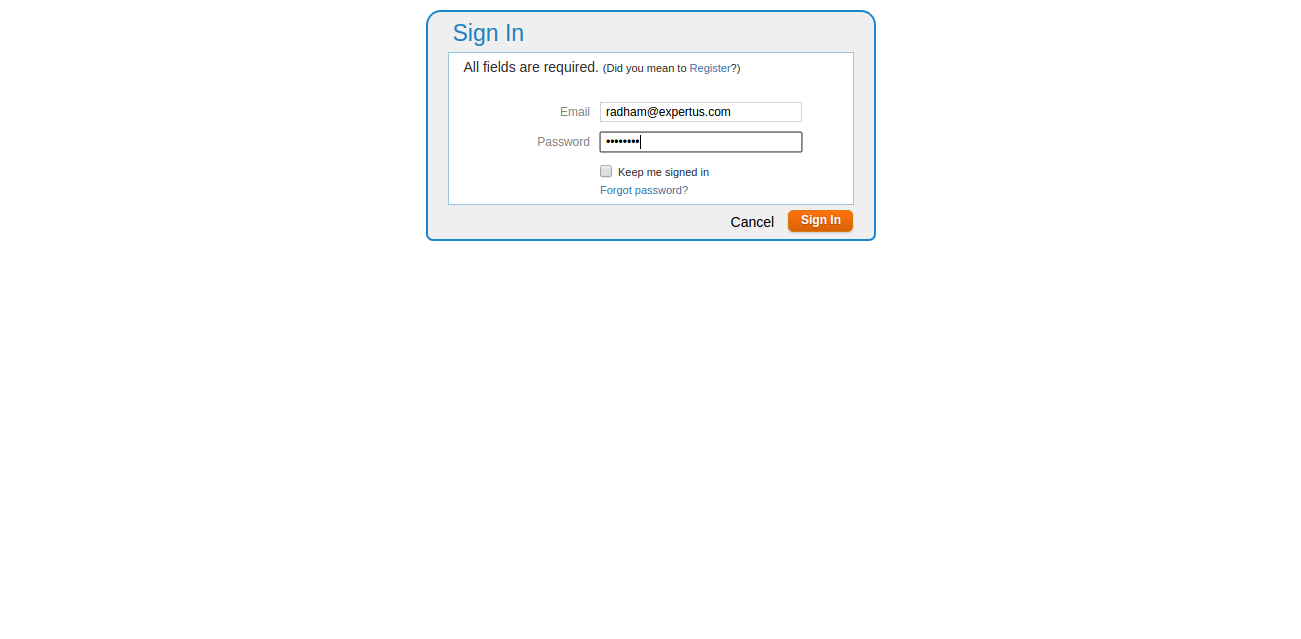 Sign In
All fields are required. (Did you mean to Register?)
Email radham@expertus.com
Password ••••••••
Keep me signed in
Forgot password?
Cancel Sign In